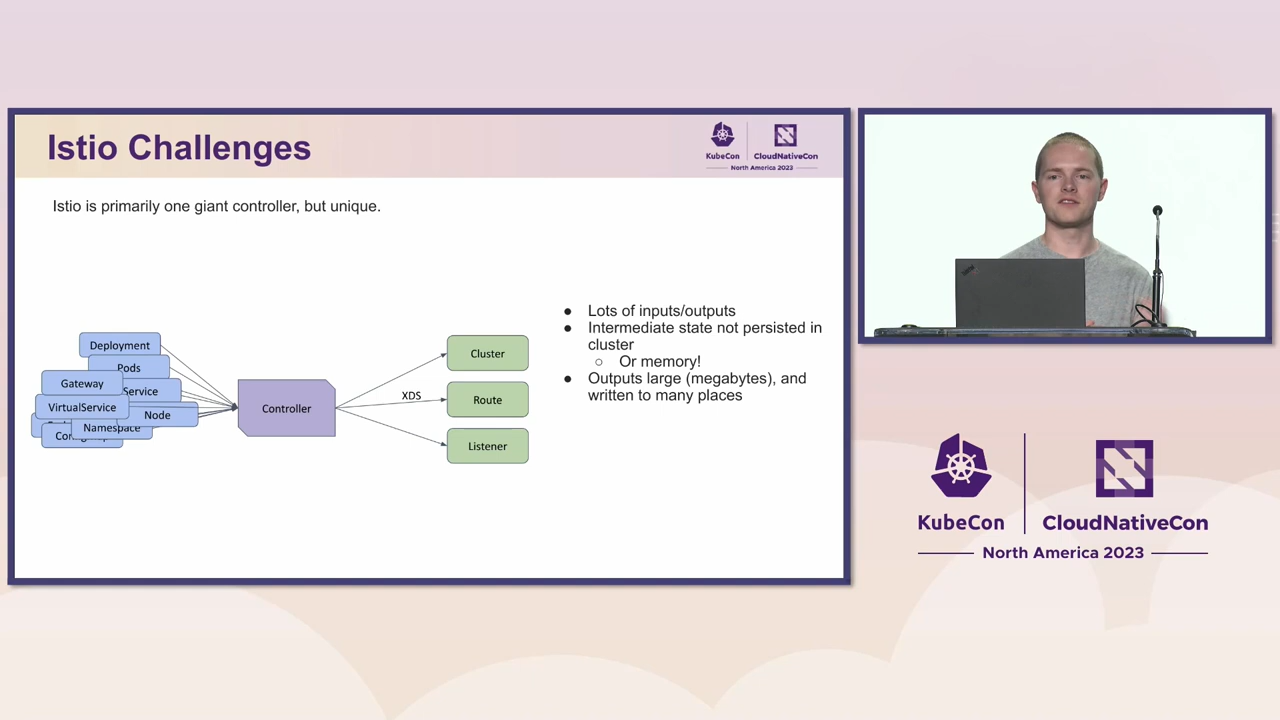 Istio Challenges
KubeCon
CloudNativeCon
North America 2023
Istio is primarily one giant controller, but unique.
Deployment
Pods
Gateway
Service
VirtualService
Node
Namespace
Controller
XDS
Cluster
Route
Listener
● Lots of inputs/outputs
● Intermediate state not persisted in
cluster
○ Or memory!
● Outputs large (megabytes), and
written to many places
KubeCon
CloudNativeCon
North America 2023